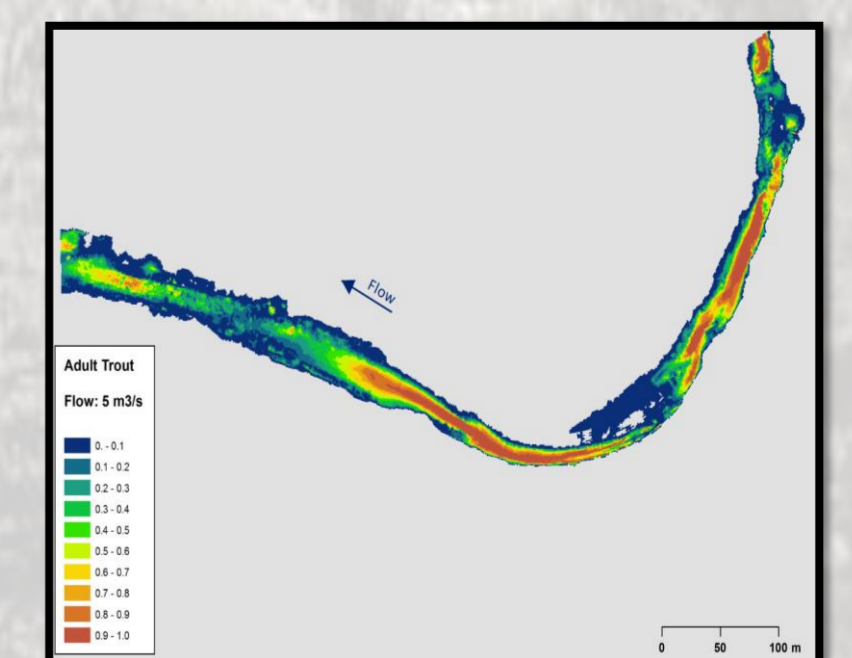 Flow
Adult Trout
Flow: 5 m3/s
0. - 0.1
0.1 - 0.2
0.2 - 0.3
0.3 - 0.4
0.4 - 0.5
0.5 - 0.6
0.6 - 0.7
0.7 - 0.8
0.8 - 0.9
0.9 - 1.0
0 50 100 m